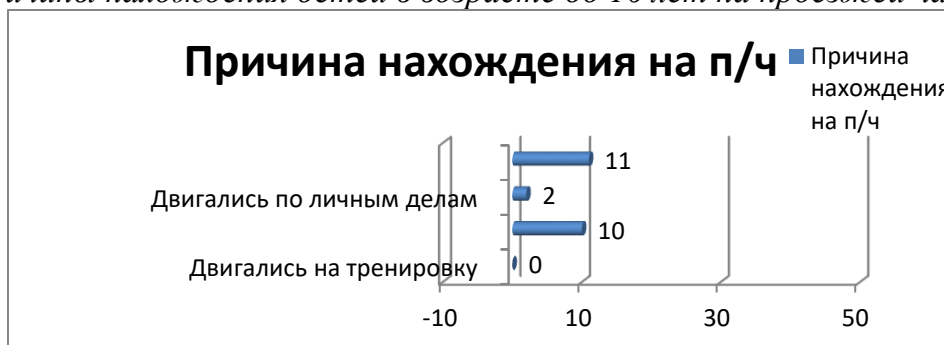 Причина нахождения на п/ч
Причина
нахождения
на п/ч
11
Двигались по личным делам
2
10
Двигались на тренировку
0
-10 10 30 50